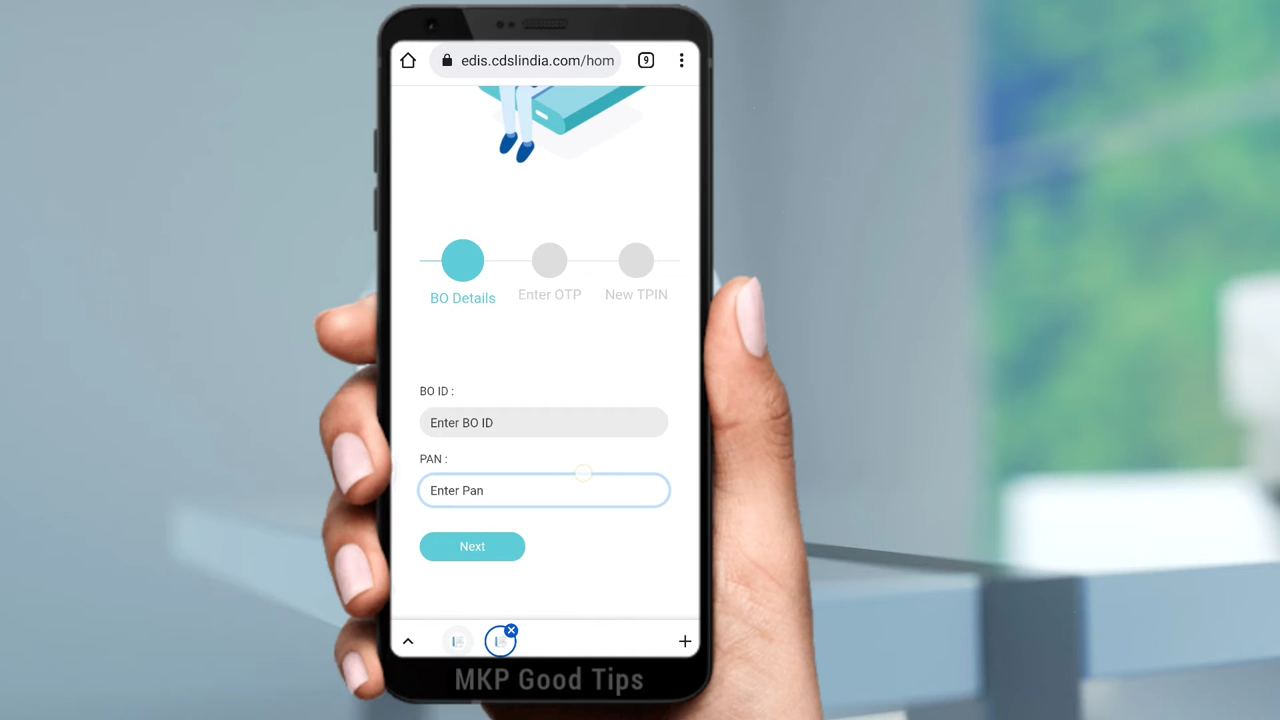 edis.cdslindia.com/hom
9
BO Details
Enter OTP
New TPIN
BO ID :
Enter BO ID
PAN :
Enter Pan
Next
MKP Good Tips